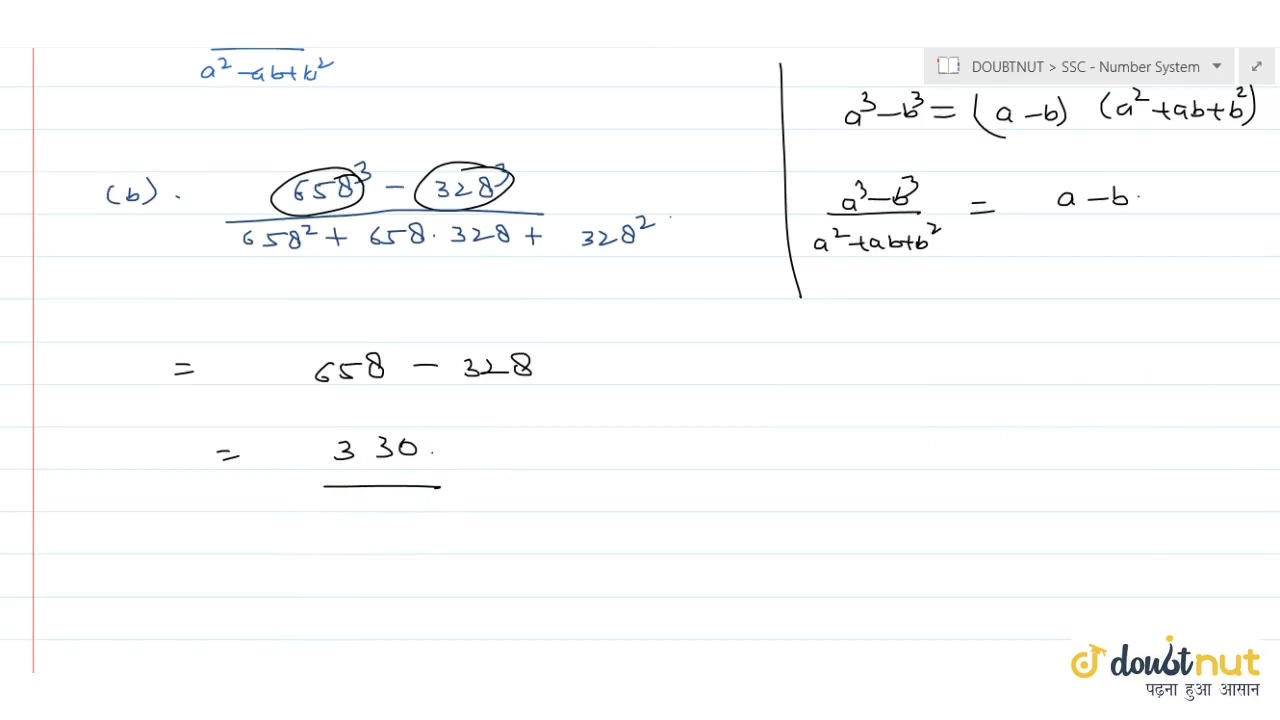 a² - ab + b²
DOUBTNUT > SSC - Number System
a³ - b³ = (a - b) (a² + ab + b²)
(b). 658³ - 328³
658² + 658 . 328 + 328²
a³ - b³ = a - b.
a² + ab + b²
= 658 - 328
= 330.
doubtnut
पढ़ना हुआ आसान